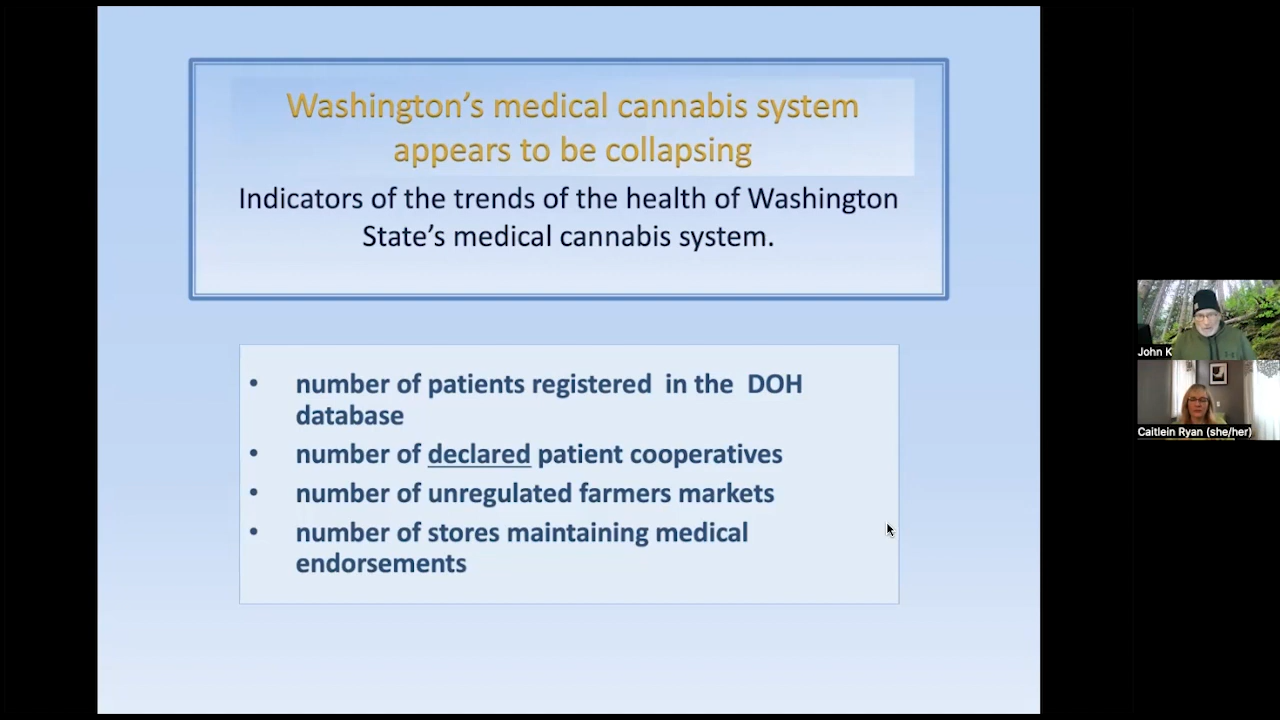 Washington’s medical cannabis system
appears to be collapsing
Indicators of the trends of the health of Washington
State’s medical cannabis system.
• number of patients registered in the DOH
database
• number of declared patient cooperatives
• number of unregulated farmers markets
• number of stores maintaining medical
endorsements
John K
Caitlein Ryan (she/her)